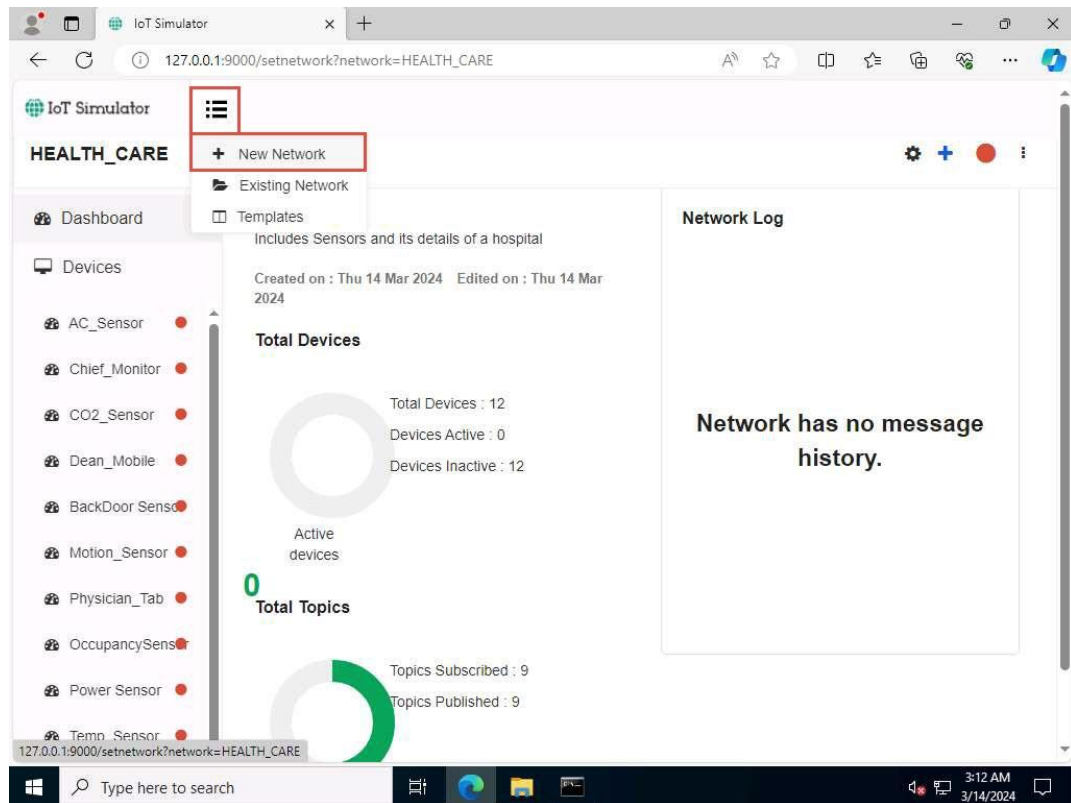 IoT Simulator
127.0.0.1:9000/setnetwork?network=HEALTH_CARE
IoT Simulator
HEALTH_CARE
New Network
Existing Network
Templates
Dashboard
Devices
AC_Sensor
Chief_Monitor
CO2_Sensor
Dean_Mobile
BackDoor Senso
Motion_Sensor
Physician_Tab
OccupancySensor
Power Sensor
Temp_Sensor
Includes Sensors and its details of a hospital
Created on : Thu 14 Mar 2024 Edited on : Thu 14 Mar
2024
Total Devices
Total Devices : 12
Devices Active : 0
Devices Inactive : 12
Active
devices
0
Total Topics
Topics Subscribed : 9
Topics Published : 9
Network Log
Network has no message
history.
127.0.0.1:9000/setnetwork?network=HEALTH_CARE
Type here to search
3:12 AM
3/14/2024